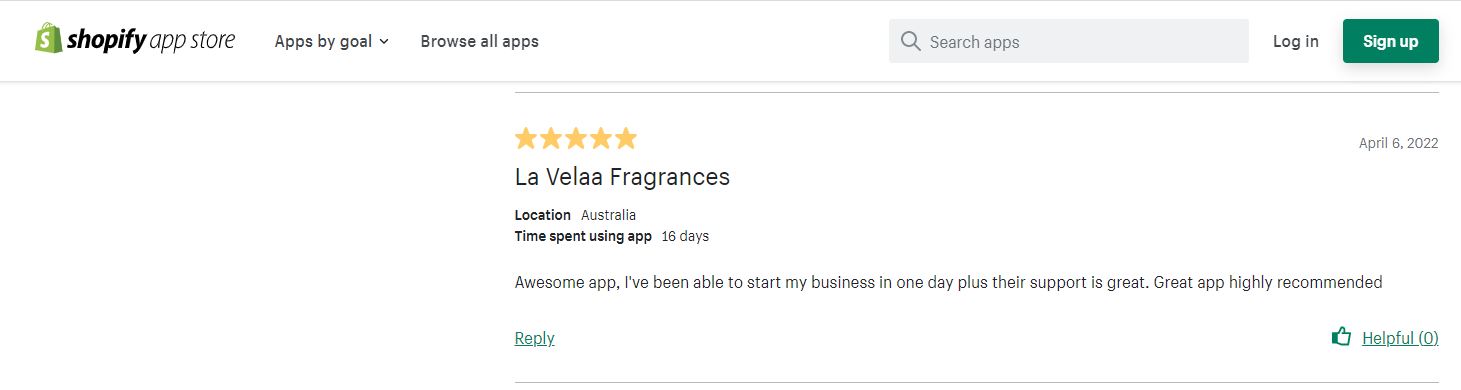 shopify app store Apps by goal Browse all apps Search apps Log in Sign up
April 6, 2022
La Velaa Fragrances
Location Australia
Time spent using app 16 days
Awesome app, I've been able to start my business in one day plus their support is great. Great app highly recommended
Reply Helpful (0)